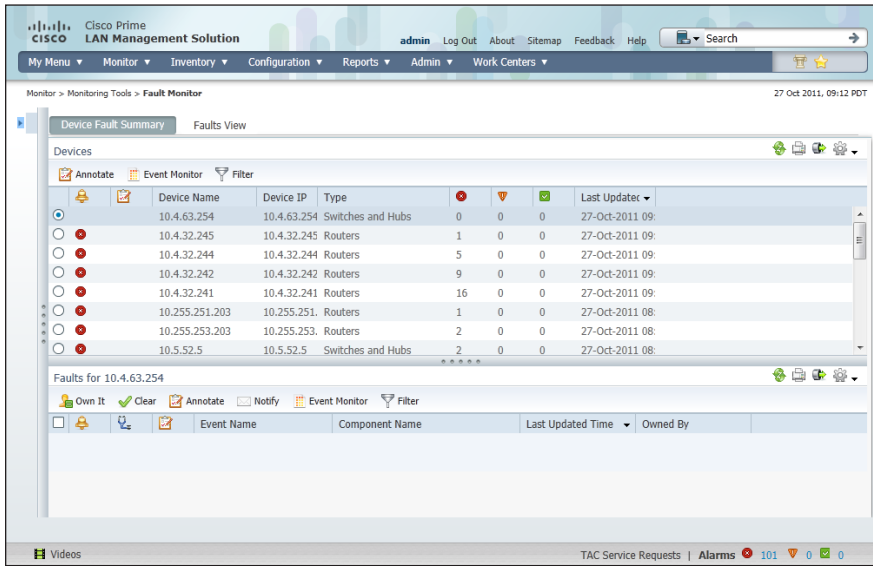 Cisco Prime
CISCO LAN Management Solution
admin Log Out About Sitemap Feedback Help Search
My Menu Monitor Inventory Configuration Reports Admin Work Centers
Monitor > Monitoring Tools > Fault Monitor 27 Oct 2011, 09:12 PDT
Device Fault Summary Faults View
Devices
Annotate Event Monitor Filter
Device Name Device IP Type Last Updated
10.4.63.254 10.4.63.254 Switches and Hubs 0 0 0 27-Oct-2011 09:
10.4.32.245 10.4.32.245 Routers 1 0 0 27-Oct-2011 09:
10.4.32.244 10.4.32.244 Routers 5 0 0 27-Oct-2011 09:
10.4.32.242 10.4.32.242 Routers 9 0 0 27-Oct-2011 09:
10.4.32.241 10.4.32.241 Routers 16 0 0 27-Oct-2011 09:
10.255.251.203 10.255.251. Routers 1 0 0 27-Oct-2011 08:
10.255.253.203 10.255.253. Routers 2 0 0 27-Oct-2011 08:
10.5.52.5 10.5.52.5 Switches and Hubs 2 0 0 27-Oct-2011 08:
Faults for 10.4.63.254
Own It Clear Annotate Notify Event Monitor Filter
Event Name Component Name Last Updated Time Owned By
Videos TAC Service Requests | Alarms 101 0 0